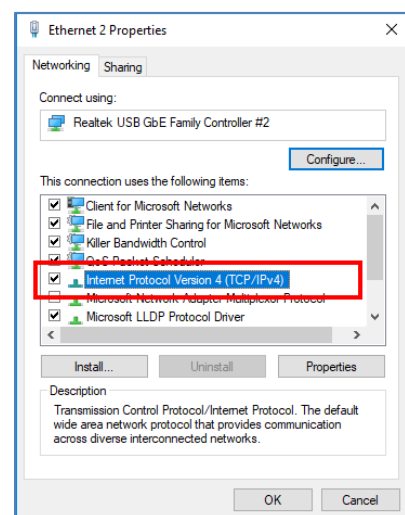 Ethernet 2 Properties
Networking
Sharing
Connect using:
Realtek USB GbE Family Controller #2
Configure...
This connection uses the following items:
Client for Microsoft Networks
File and Printer Sharing for Microsoft Networks
Killer Bandwidth Control
QoS Packet Scheduler
Internet Protocol Version 4 (TCP/IPv4)
Microsoft Network Adapter Multiplexor Protocol
Microsoft LLDP Protocol Driver
Install...
Uninstall
Properties
Description
Transmission Control Protocol/Internet Protocol. The default
wide area network protocol that provides communication
across diverse interconnected networks.
OK
Cancel